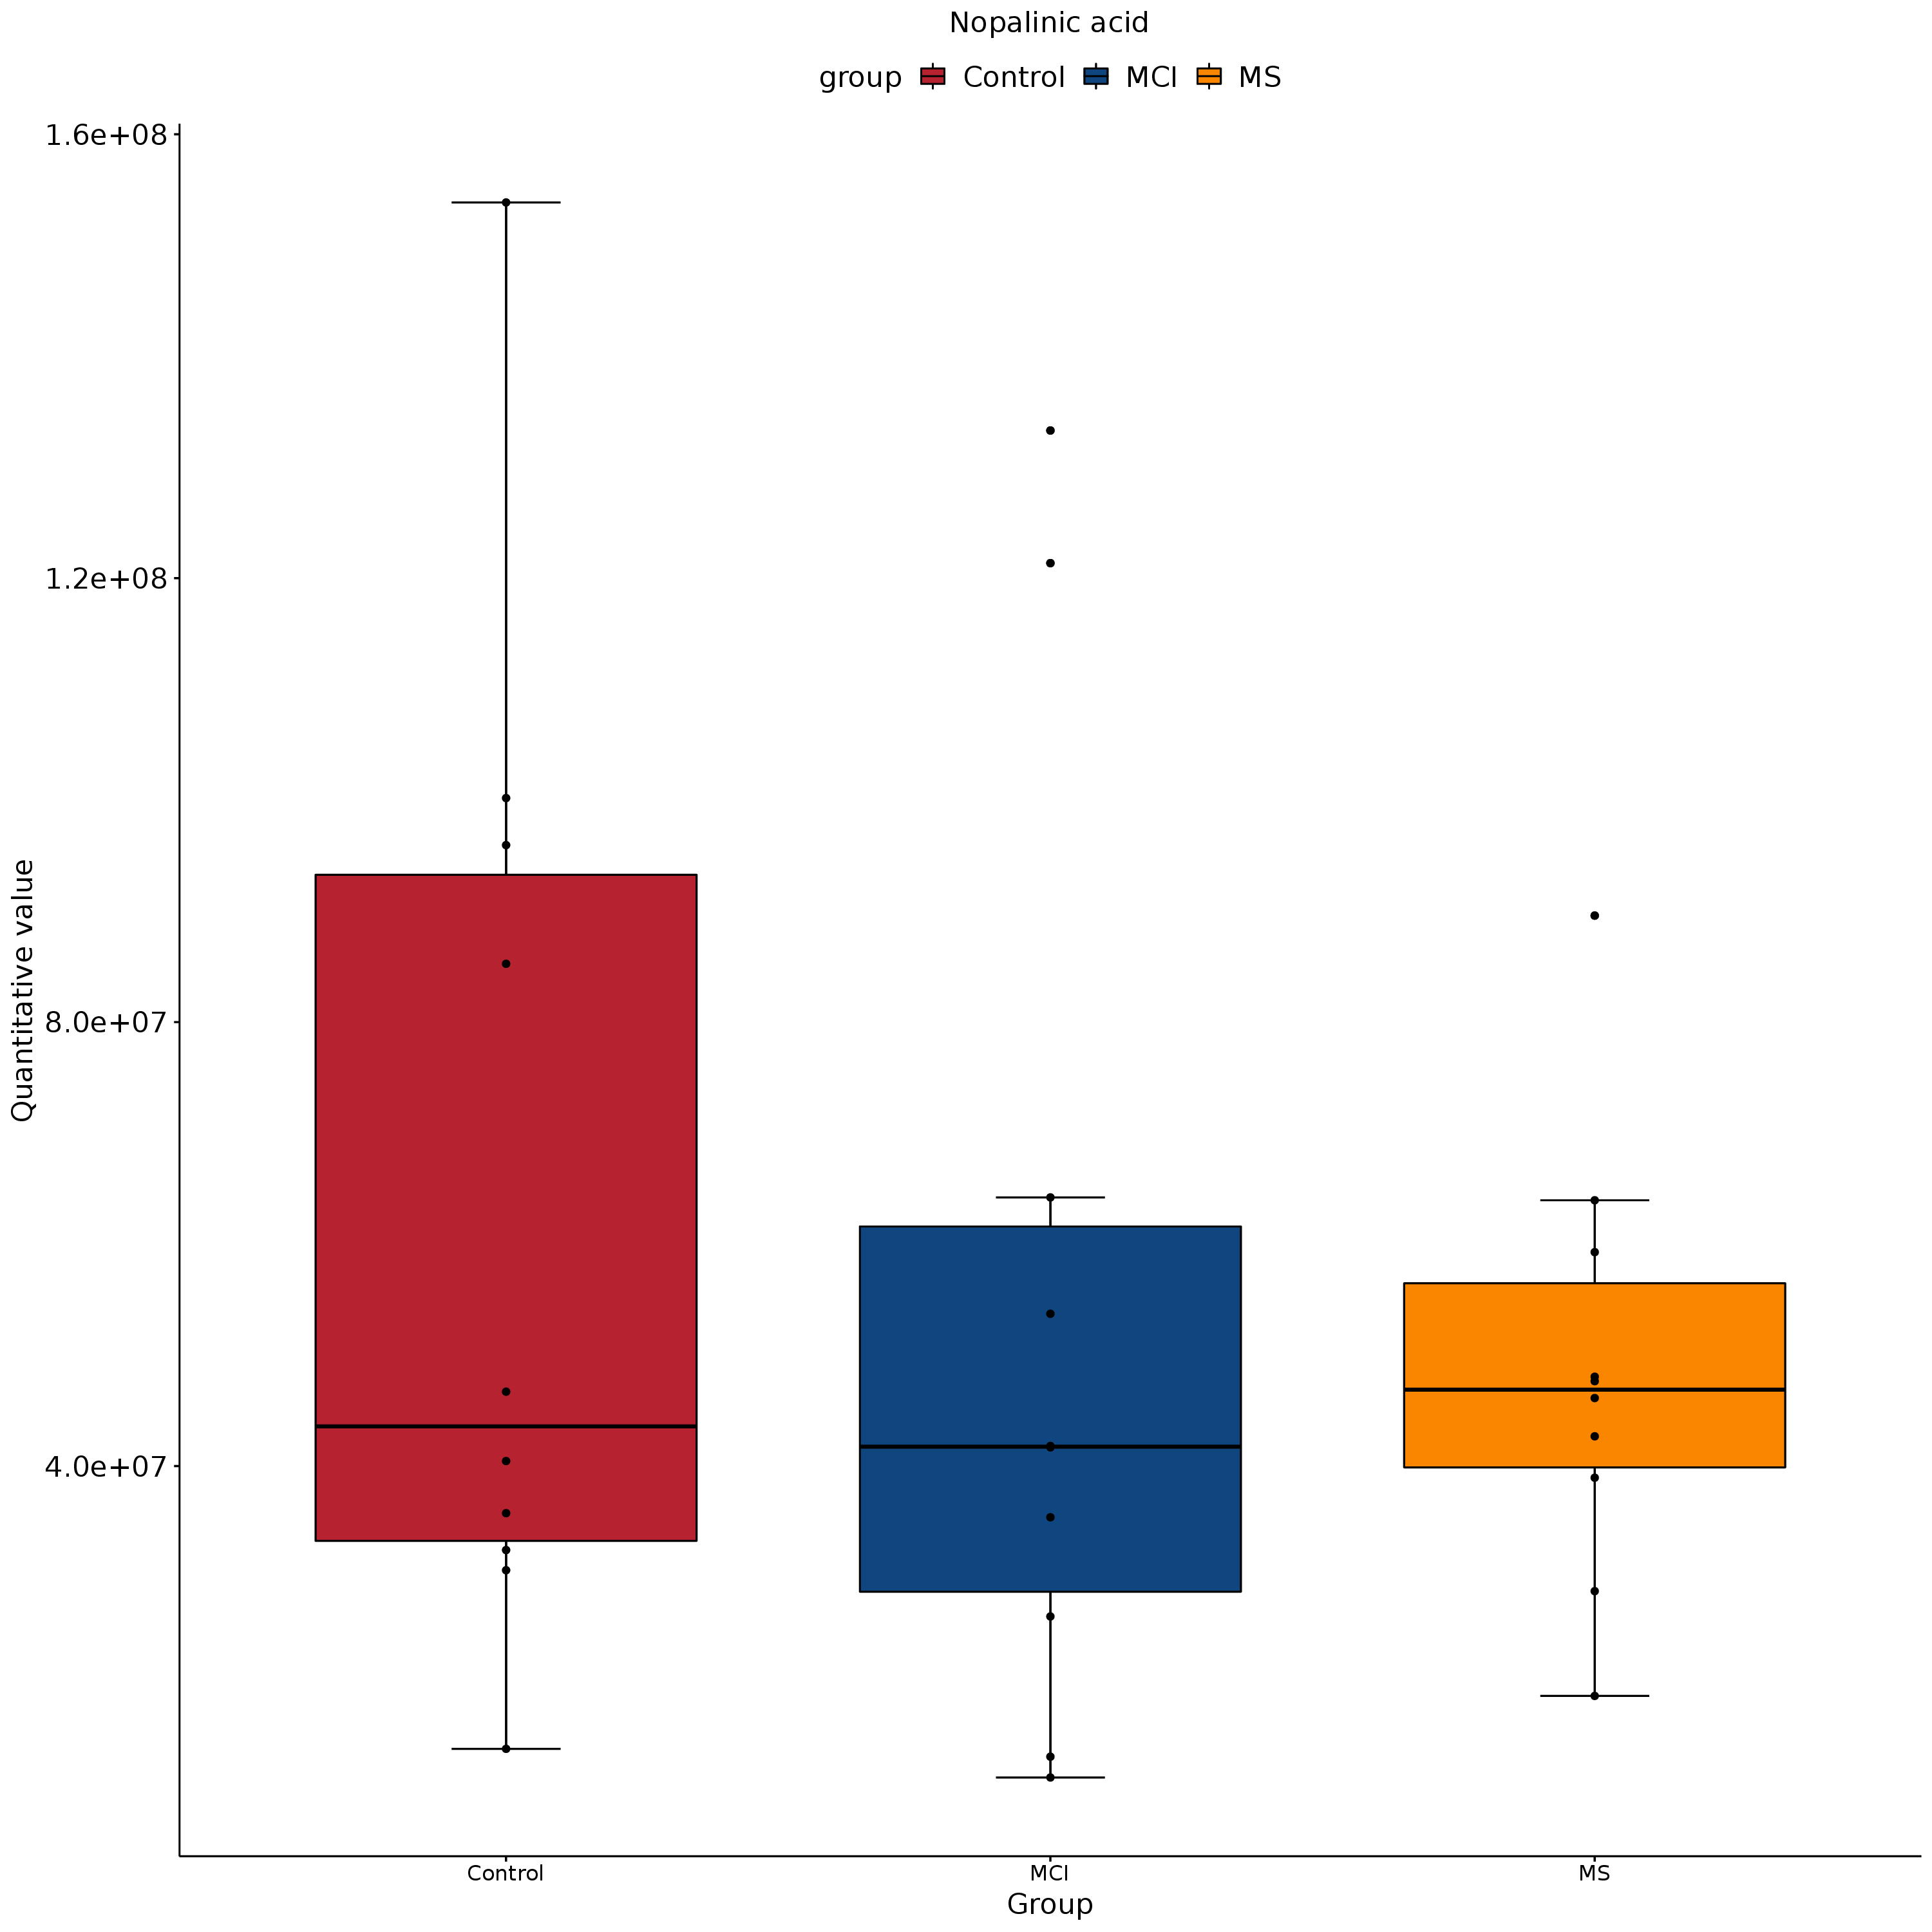 Nopalinic acid
group Control MCI MS
1.6e+08
1.2e+08
8.0e+07
4.0e+07
Quantitative value
Control MCI MS
Group